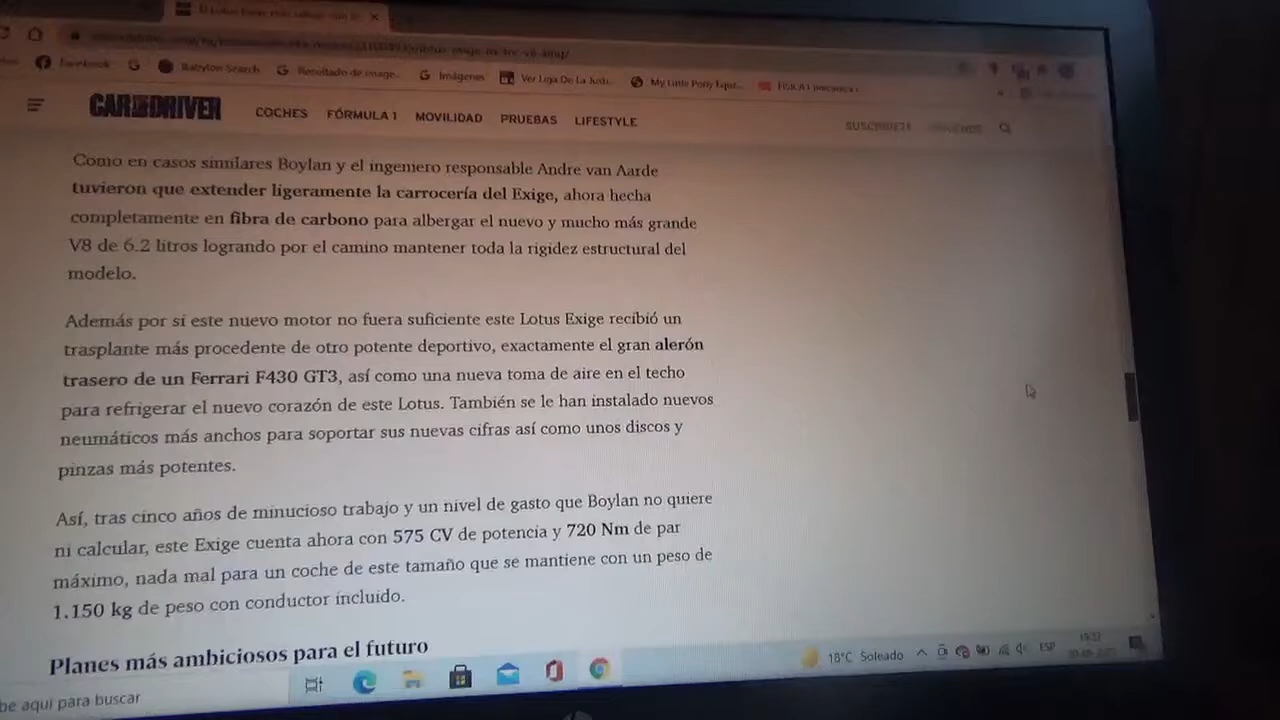 Facebook
Babylon Search
Resultado de image...
Imágenes
Ver Liga De La Justi...
My Little Pony Equ...
CAR AND DRIVER
COCHES FÓRMULA 1 MOVILIDAD PRUEBAS LIFESTYLE
SUSCRÍBETE
Como en casos similares Boylan y el ingeniero responsable Andre van Aarde
tuvieron que extender ligeramente la carrocería del Exige, ahora hecha
completamente en fibra de carbono para albergar el nuevo y mucho más grande
V8 de 6.2 litros logrando por el camino mantener toda la rigidez estructural del
modelo.
Además por si este nuevo motor no fuera suficiente este Lotus Exige recibió un
trasplante más procedente de otro potente deportivo, exactamente el gran alerón
trasero de un Ferrari F430 GT3, así como una nueva toma de aire en el techo
para refrigerar el nuevo corazón de este Lotus. También se le han instalado nuevos
neumáticos más anchos para soportar sus nuevas cifras así como unos discos y
pinzas más potentes.
Así, tras cinco años de minucioso trabajo y un nivel de gasto que Boylan no quiere
ni calcular, este Exige cuenta ahora con 575 CV de potencia y 720 Nm de par
máximo, nada mal para un coche de este tamaño que se mantiene con un peso de
1.150 kg de peso con conductor incluido.
Planes más ambiciosos para el futuro
be aquí para buscar
18°C Soleado
ESP